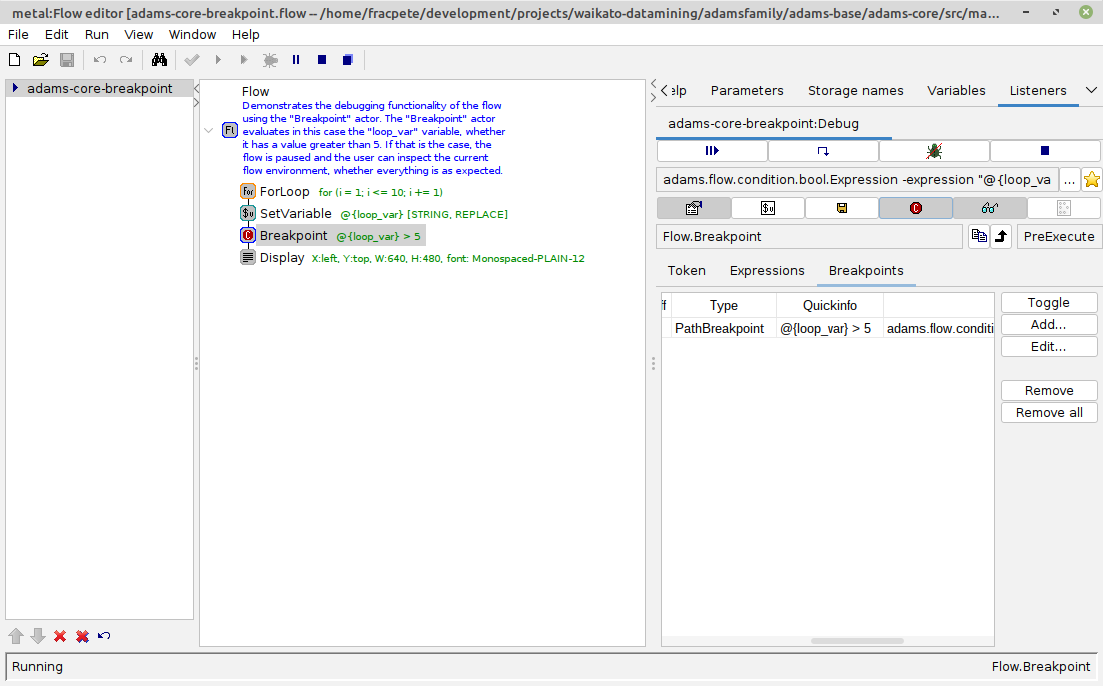 metal:Flow editor [adams-core-breakpoint.flow -- /home/fracpete/development/projects/waikato-datamining/adamsfamily/adams-base/adams-core/src/ma...
File Edit Run View Window Help
adams-core-breakpoint
Flow
Demonstrates the debugging functionality of the flow
using the "Breakpoint" actor. The "Breakpoint" actor
evaluates in this case the "loop_var" variable, whether
it has a value greater than 5. If that is the case, the
flow is paused and the user can inspect the current
flow environment, whether everything is as expected.
Fl
For ForLoop for (i = 1; i <= 10; i += 1)
$υ SetVariable @{loop_var} [STRING, REPLACE]
C Breakpoint @{loop_var} > 5
Display X:left, Y:top, W:640, H:480, font: Monospaced-PLAIN-12
elp Parameters Storage names Variables Listeners
adams-core-breakpoint:Debug
adams.flow.condition.bool.Expression -expression "@{loop_va ...
$υ C
Flow.Breakpoint PreExecute
Token Expressions Breakpoints
ff Type Quickinfo
PathBreakpoint @{loop_var} > 5 adams.flow.conditi
Toggle
Add...
Edit...
Remove
Remove all
Running Flow.Breakpoint